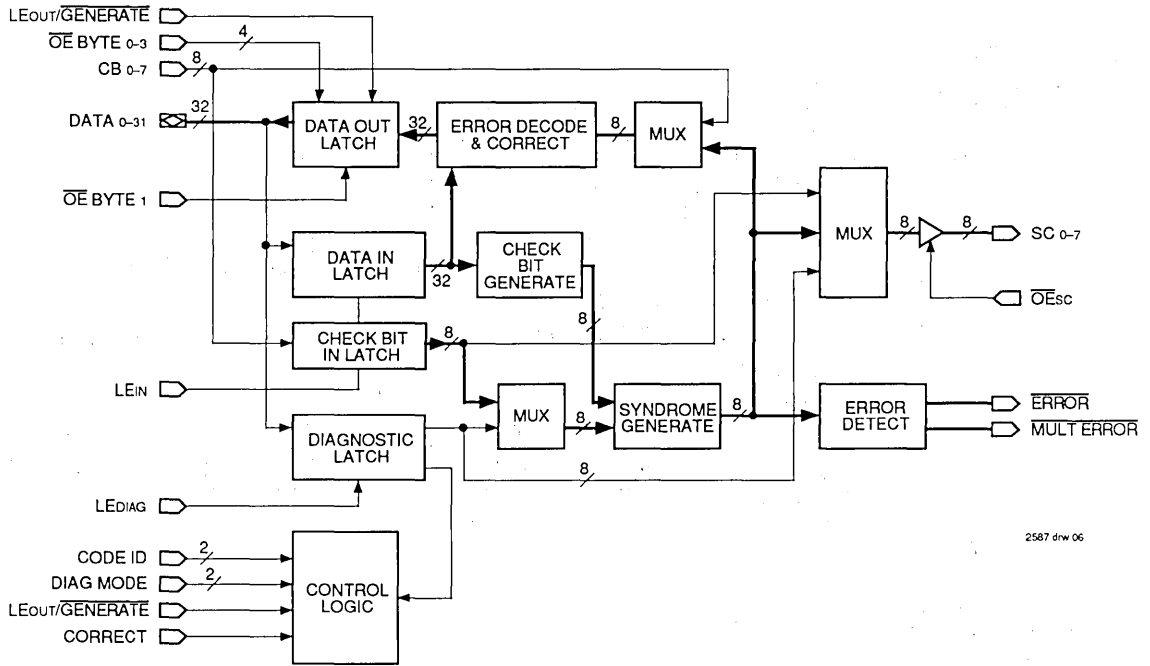 LEOUT/GENERATE
OE BYTE 0–3
4
CB 0–7
8
DATA 0–31
32
DATA OUT
LATCH
32
ERROR DECODE
& CORRECT
8
MUX
OE BYTE 1
DATA IN
LATCH
32
CHECK
BIT
GENERATE
MUX
8
8
SC 0–7
OESC
CHECK BIT
IN LATCH
8
8
LEIN
MUX
8
SYNDROME
GENERATE
8
ERROR
DETECT
ERROR
MULT ERROR
DIAGNOSTIC
LATCH
8
LEDIAG
CODE ID
2
DIAG MODE
2
LEOUT/GENERATE
CORRECT
CONTROL
LOGIC
2587 drw 06